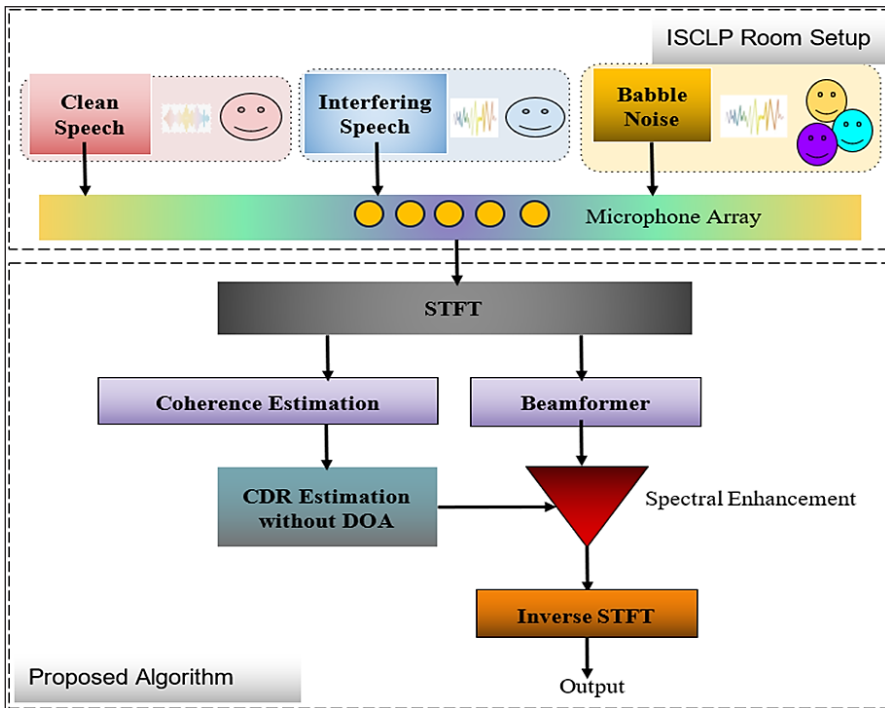 ISCLP Room Setup
Clean
Speech
Interfering
Speech
Babble
Noise
Microphone Array
STFT
Coherence Estimation
Beamformer
CDR Estimation
without DOA
Spectral Enhancement
Inverse STFT
Proposed Algorithm
Output